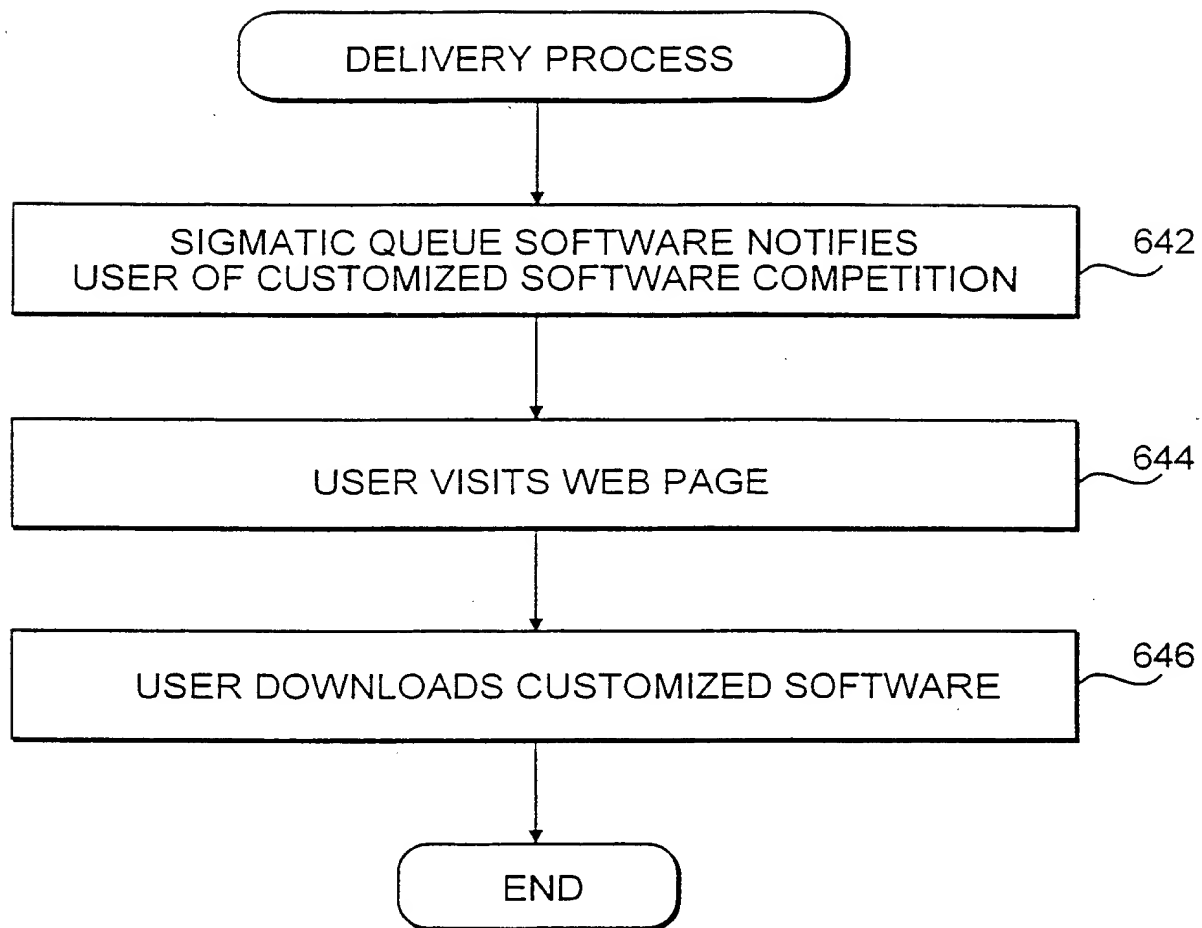 DELIVERY PROCESS
SIGMATIC QUEUE SOFTWARE NOTIFIES
USER OF CUSTOMIZED SOFTWARE COMPETITION
642
USER VISITS WEB PAGE
644
USER DOWNLOADS CUSTOMIZED SOFTWARE
646
END